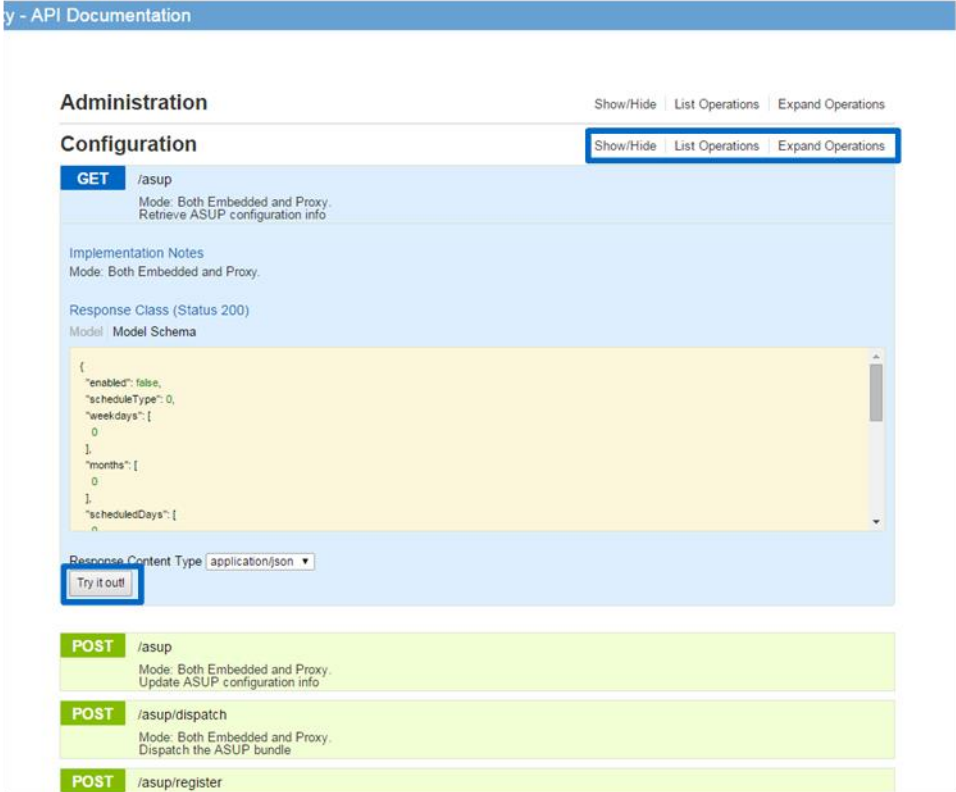 y - API Documentation
Administration Show/Hide List Operations Expand Operations
Configuration Show/Hide List Operations Expand Operations
GET /asup
Mode: Both Embedded and Proxy.
Retrieve ASUP configuration info
Implementation Notes
Mode: Both Embedded and Proxy.
Response Class (Status 200)
Model Model Schema
{
"enabled": false,
"scheduleType": 0,
"weekdays": [
0
],
"months": [
0
],
"scheduledDays": [
0
Response Content Type application/json
Try it out!
POST /asup
Mode: Both Embedded and Proxy.
Update ASUP configuration info
POST /asup/dispatch
Mode: Both Embedded and Proxy.
Dispatch the ASUP bundle
POST /asup/register